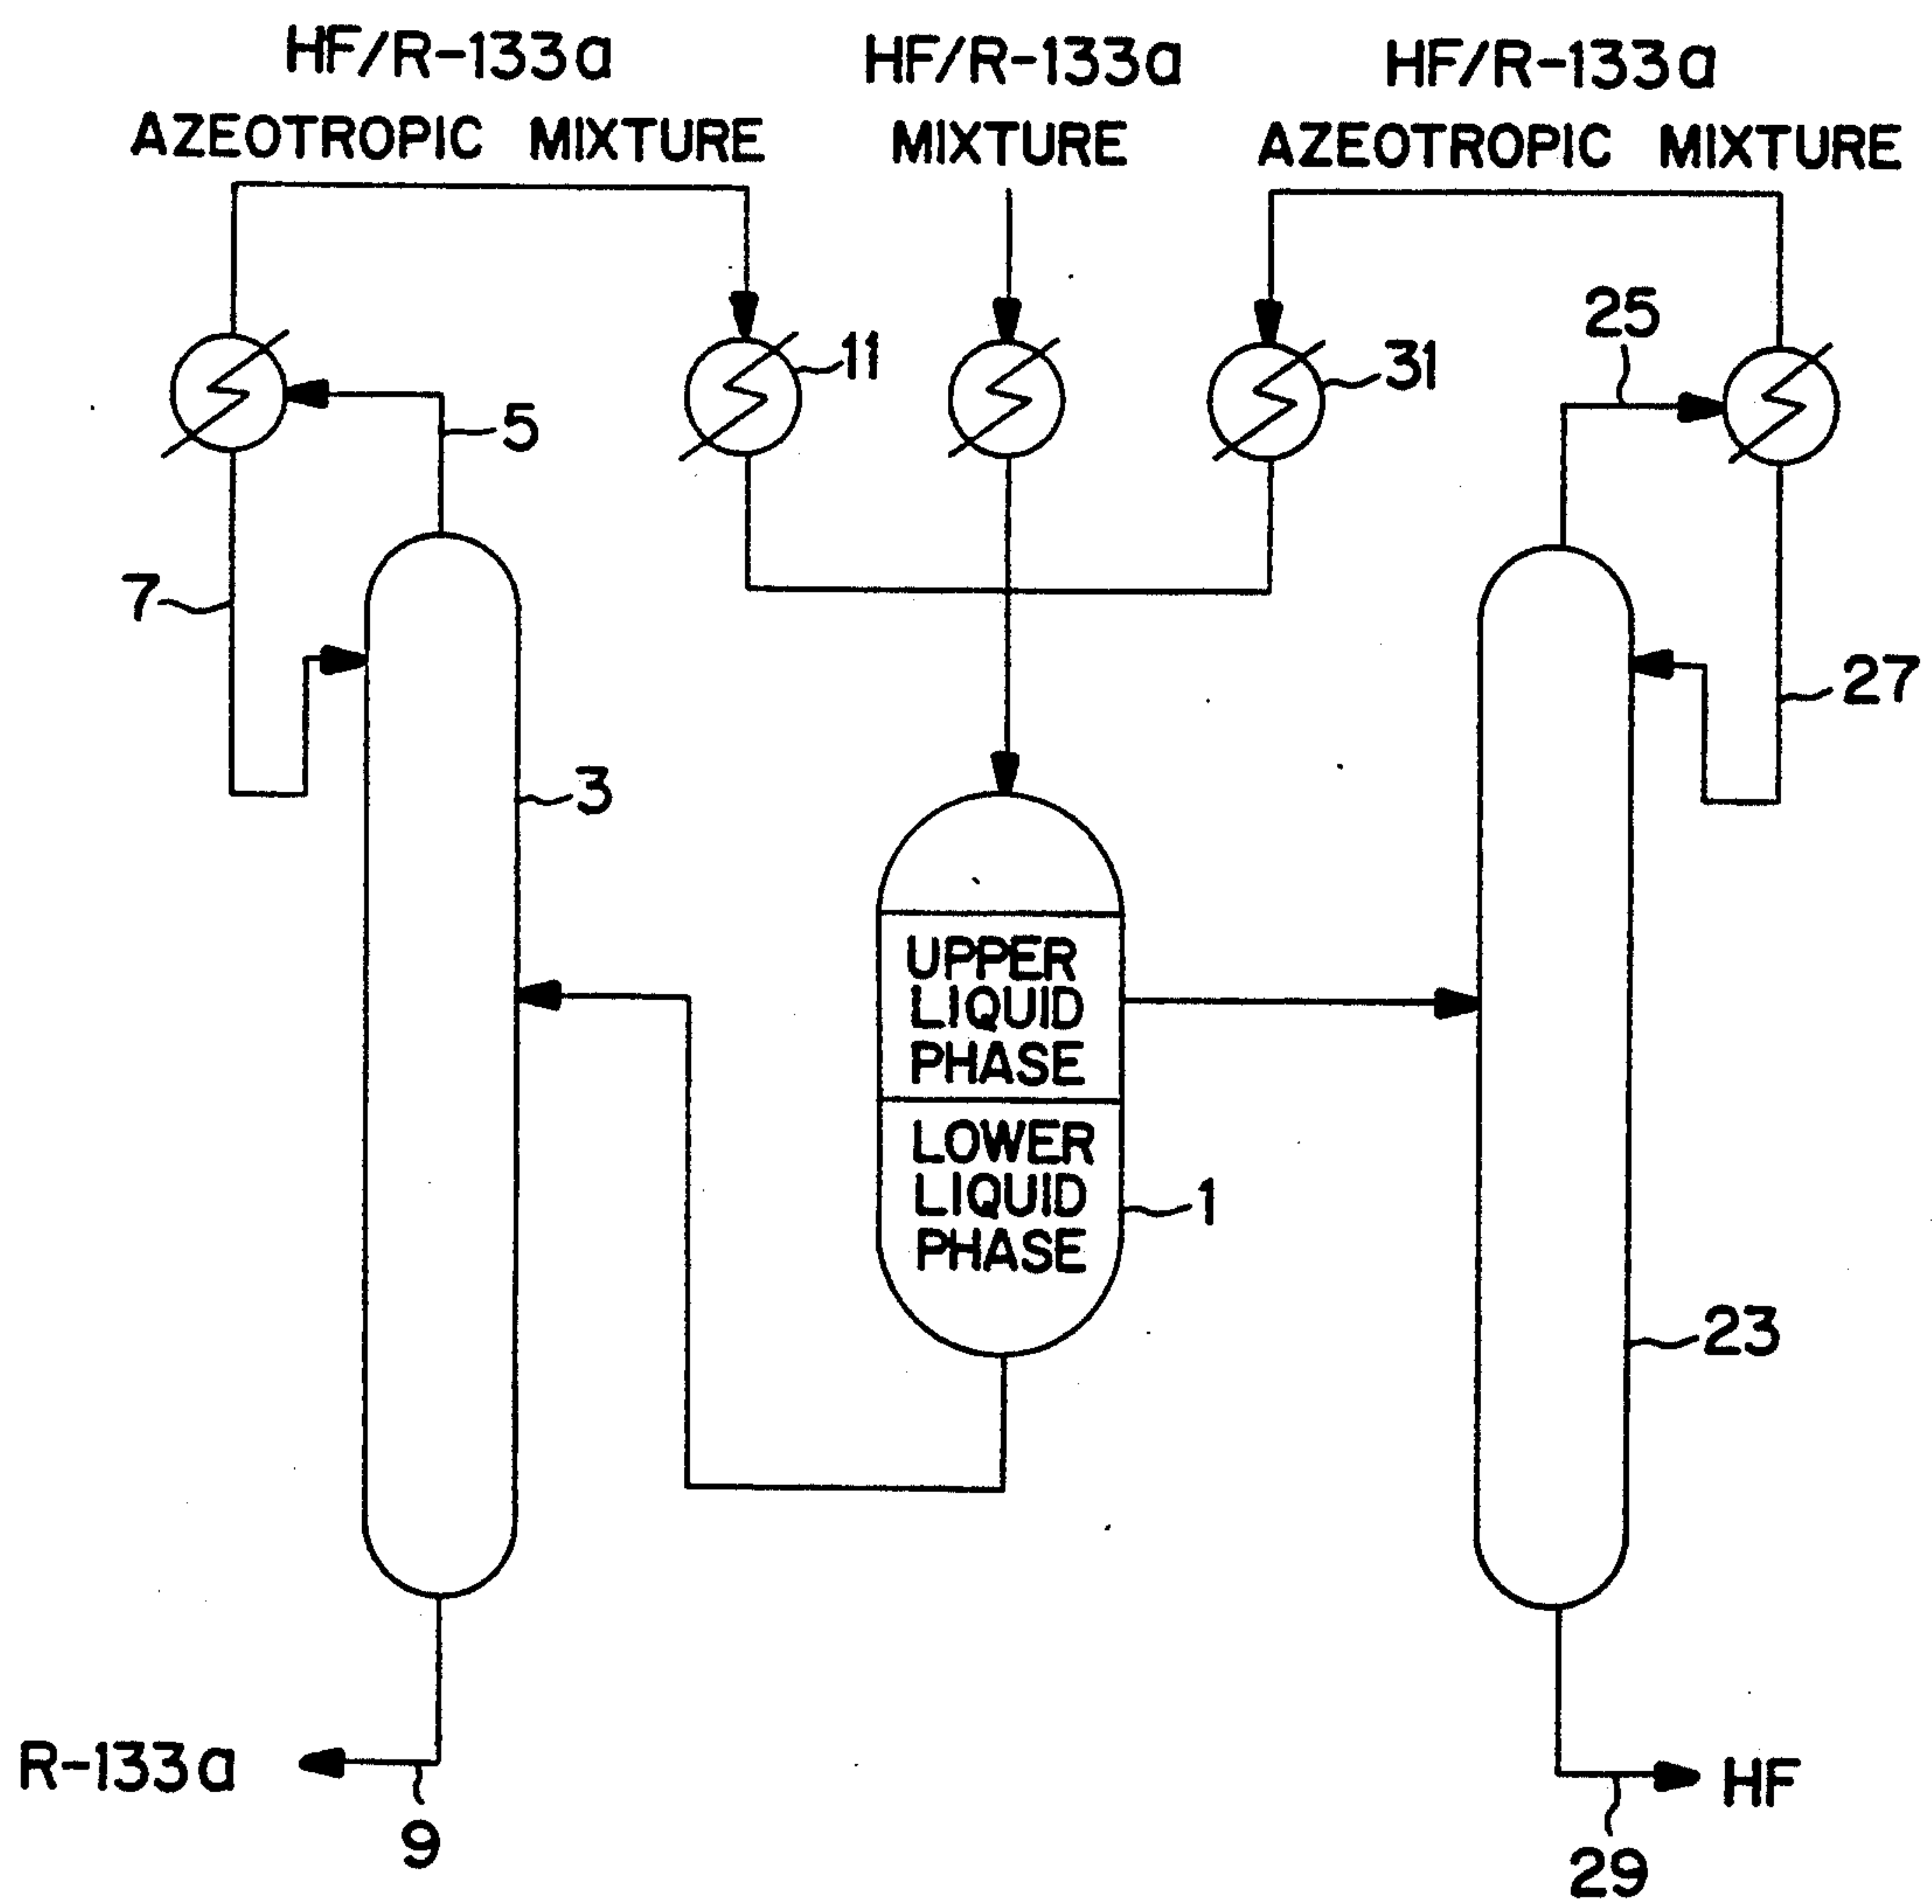 HF/R-133a
AZEOTROPIC MIXTURE
HF/R-133a
MIXTURE
HF/R-133a
AZEOTROPIC MIXTURE
11
31
25
5
7
27
3
UPPER
LIQUID
PHASE
LOWER
LIQUID
PHASE
1
23
R-133a
9
HF
29